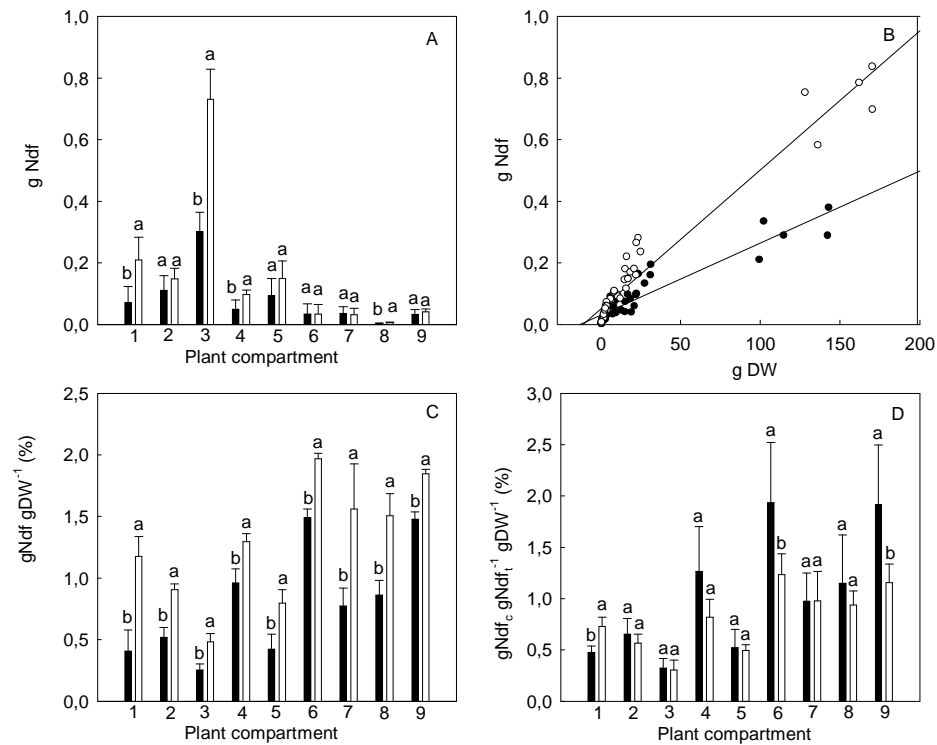 A
g Ndf
1,0
0,8
0,6
0,4
0,2
0,0
b a a a b a b a a a a a a a b a a a
1 2 3 4 5 6 7 8 9
Plant compartment
B
g Ndf
1,0
0,8
0,6
0,4
0,2
0,0
0 50 100 150 200
g DW
C
gNdf gDW⁻¹ (%)
2,5
2,0
1,5
1,0
0,5
0,0
b a b a b a b a b a b a b a b a b a
1 2 3 4 5 6 7 8 9
Plant compartment
D
gNdf_c gNdf_t⁻¹ gDW⁻¹ (%)
3,0
2,5
2,0
1,5
1,0
0,5
0,0
b a a a a a a a a a a b a a a a a b
1 2 3 4 5 6 7 8 9
Plant compartment